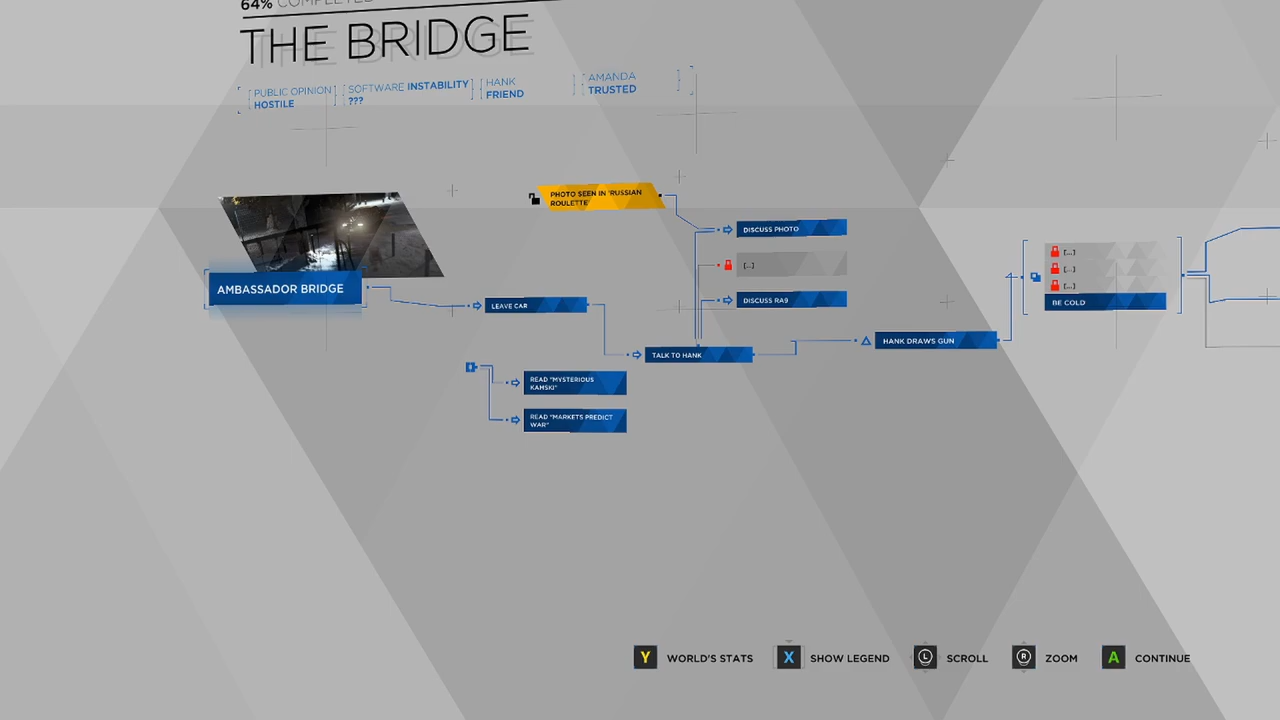 64% COMPLETED
THE BRIDGE
PUBLIC OPINION
HOSTILE
SOFTWARE INSTABILITY
???
HANK
FRIEND
AMANDA
TRUSTED
PHOTO SEEN IN 'RUSSIAN
ROULETTE'
DISCUSS PHOTO
[...]
DISCUSS RA9
AMBASSADOR BRIDGE
LEAVE CAR
TALK TO HANK
HANK DRAWS GUN
[...]
[...]
[...]
BE COLD
READ "MYSTERIOUS
KAMSKI"
READ "MARKETS PREDICT
WAR"
Y WORLD'S STATS X SHOW LEGEND L SCROLL R ZOOM A CONTINUE